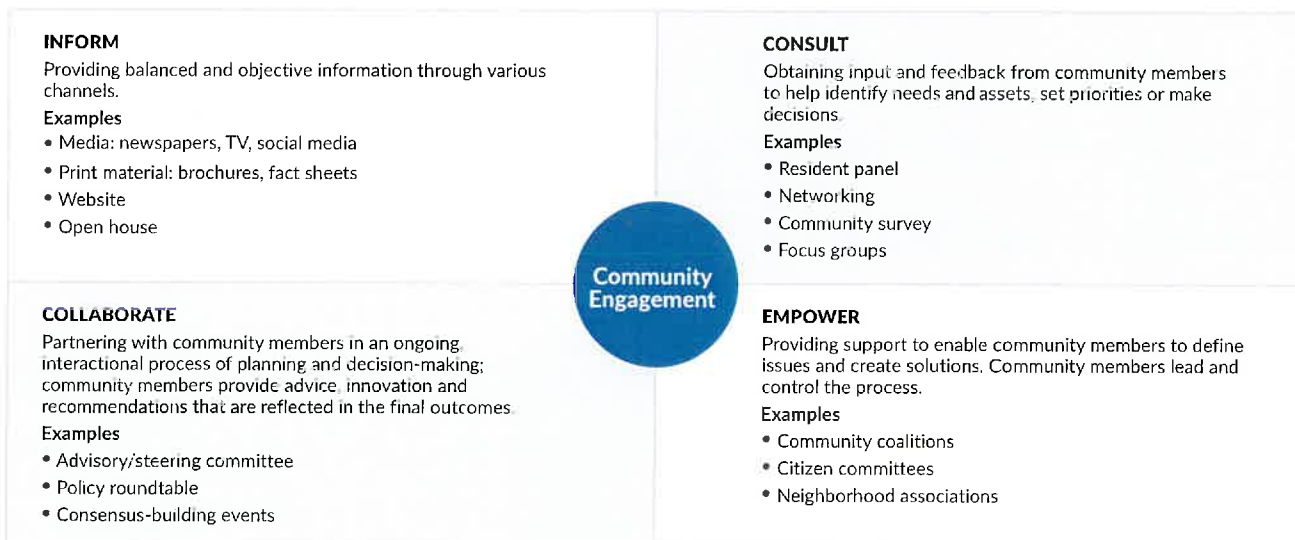 INFORM
Providing balanced and objective information through various
channels.
Examples
• Media: newspapers, TV, social media
• Print material: brochures, fact sheets
• Website
• Open house
CONSULT
Obtaining input and feedback from community members
to help identify needs and assets, set priorities or make
decisions.
Examples
• Resident panel
• Networking
• Community survey
• Focus groups
Community
Engagement
COLLABORATE
Partnering with community members in an ongoing,
interactional process of planning and decision-making;
community members provide advice, innovation and
recommendations that are reflected in the final outcomes.
Examples
• Advisory/steering committee
• Policy roundtable
• Consensus-building events
EMPOWER
Providing support to enable community members to define
issues and create solutions. Community members lead and
control the process.
Examples
• Community coalitions
• Citizen committees
• Neighborhood associations